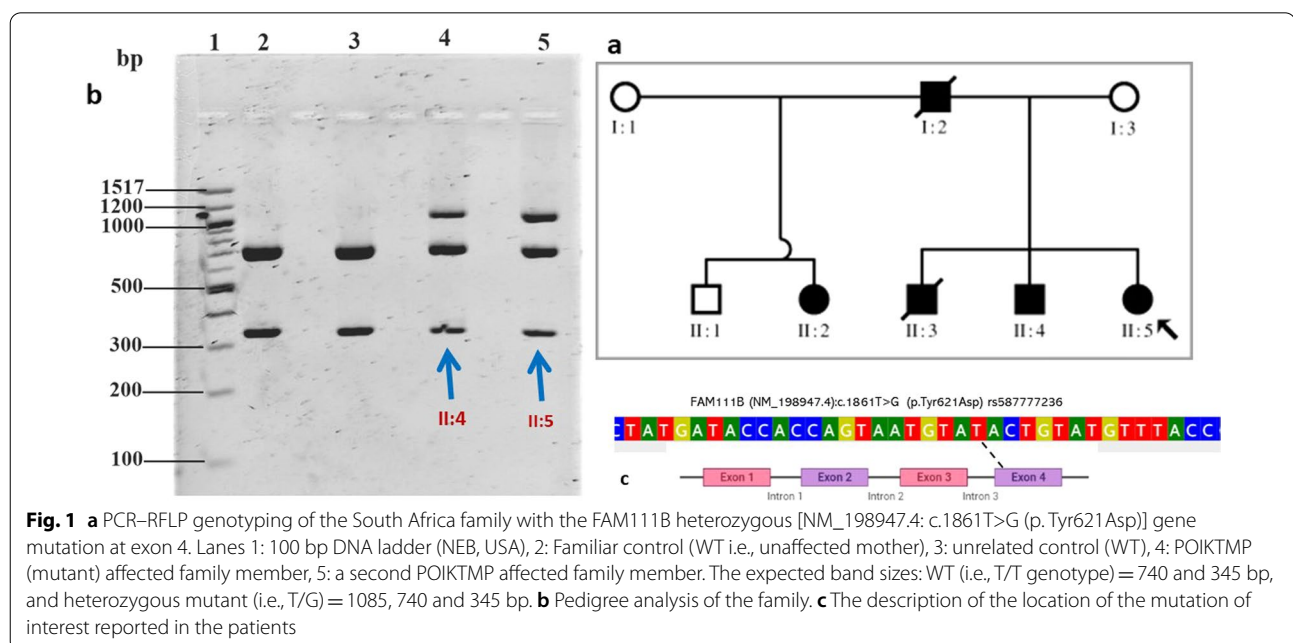 1 2 3 4 5
bp
b
1517
1200
1000
500
300
200
100
II:4 II:5
a
I:1 I:2 I:3
II:1 II:2 II:3 II:4 II:5
FAM111B (NM_198947.4):c.1861T>G (p.Tyr621Asp) rs587777236
CTATGATACCACCAGTAATGTATACTGTATGTTTACC
c
Exon 1 Exon 2 Exon 3 Exon 4
Intron 1 Intron 2 Intron 3
Fig. 1 a PCR–RFLP genotyping of the South Africa family with the FAM111B heterozygous [NM_198947.4: c.1861T>G (p. Tyr621Asp)] gene
mutation at exon 4. Lanes 1: 100 bp DNA ladder (NEB, USA), 2: Familiar control (WT i.e., unaffected mother), 3: unrelated control (WT), 4: POIKTMP
(mutant) affected family member, 5: a second POIKTMP affected family member. The expected band sizes: WT (i.e., T/T genotype) = 740 and 345 bp,
and heterozygous mutant (i.e., T/G) = 1085, 740 and 345 bp. b Pedigree analysis of the family. c The description of the location of the mutation of
interest reported in the patients